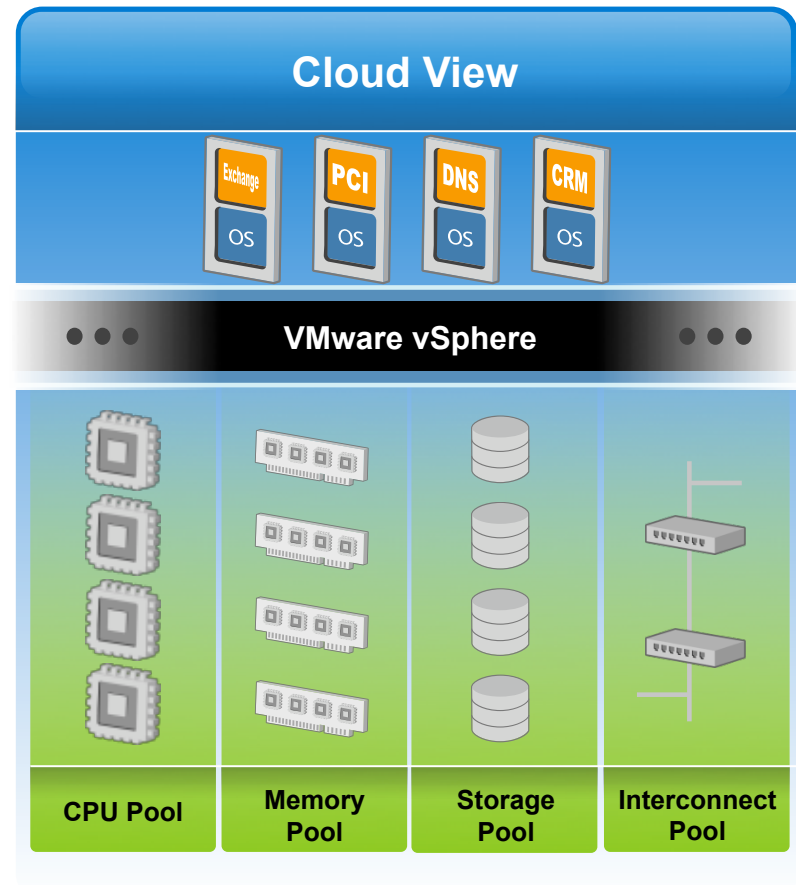 Cloud View
Exchange
PCI
DNS
CRM
OS
OS
OS
OS
VMware vSphere
CPU Pool
Memory
Pool
Storage
Pool
Interconnect
Pool